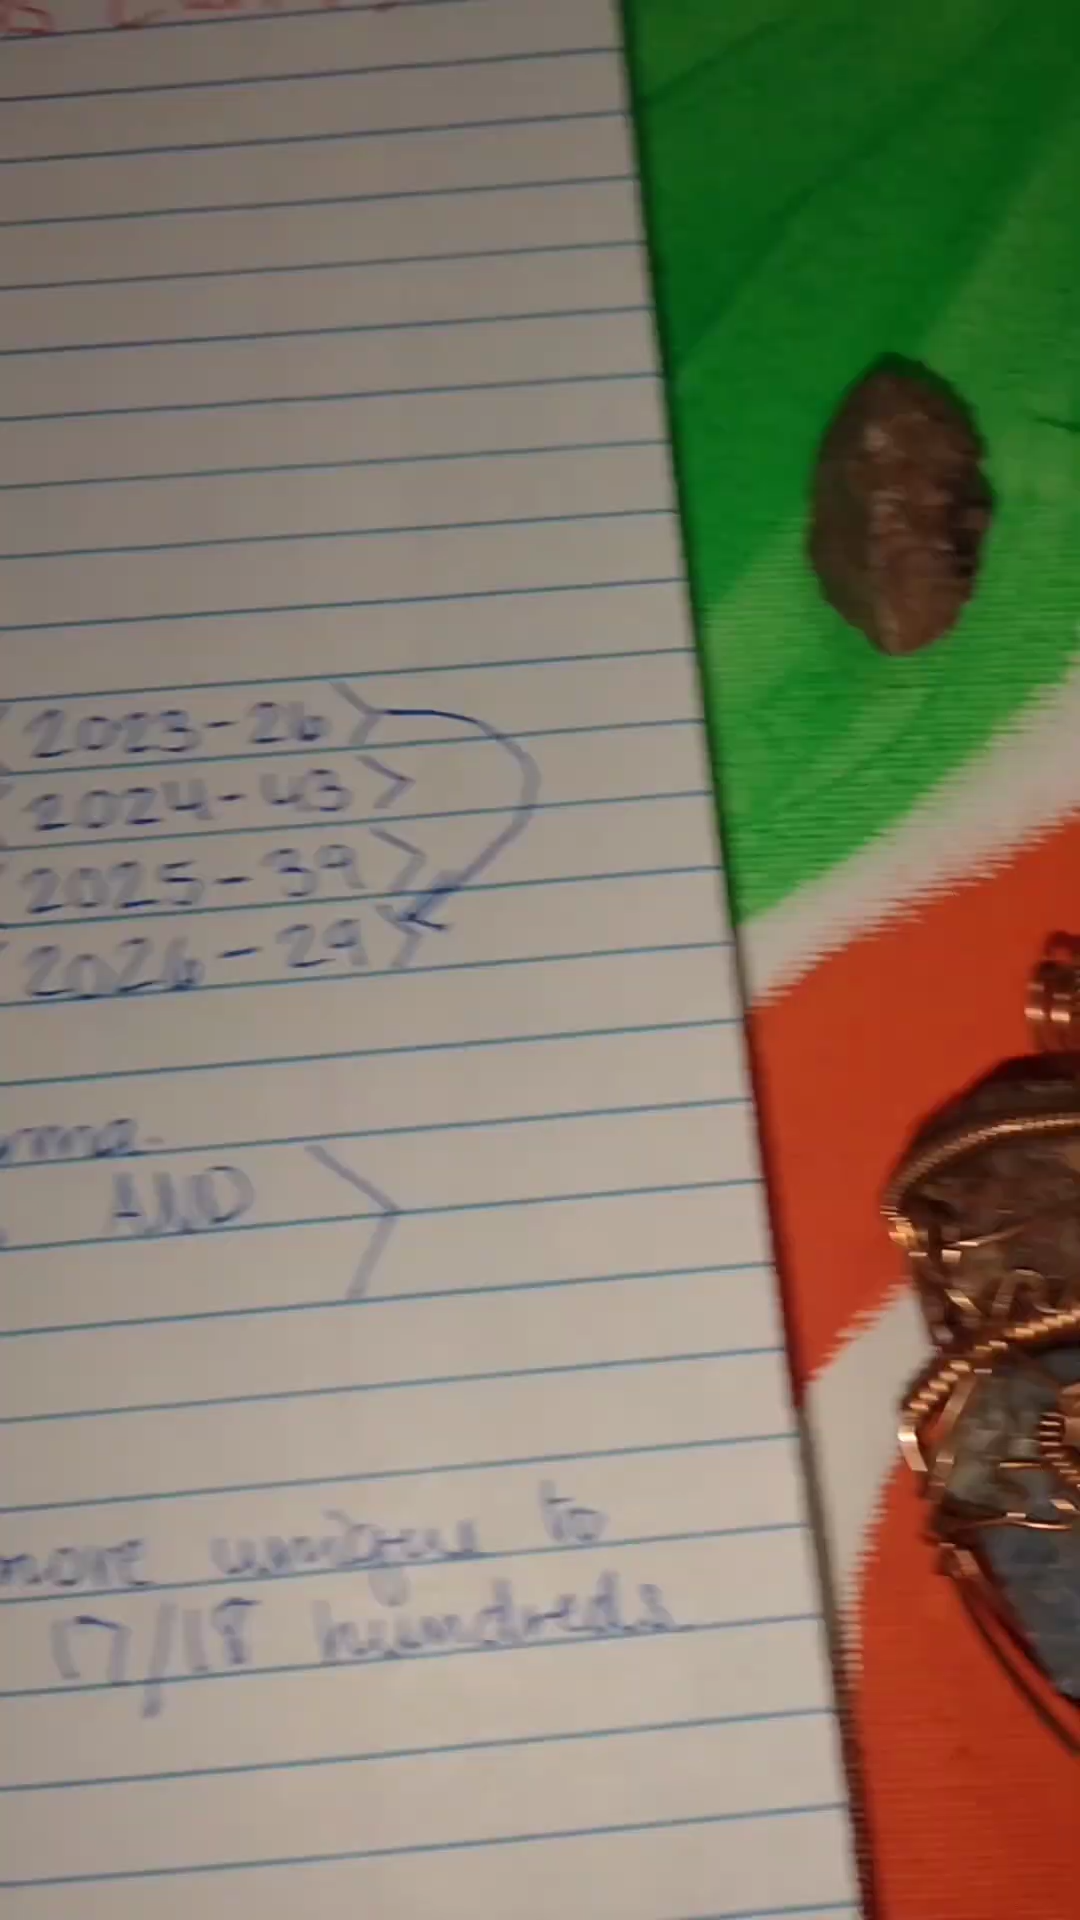 2023-26
2024-43
2025-39
2026-29
AND
more unique to
17/18 hundreds